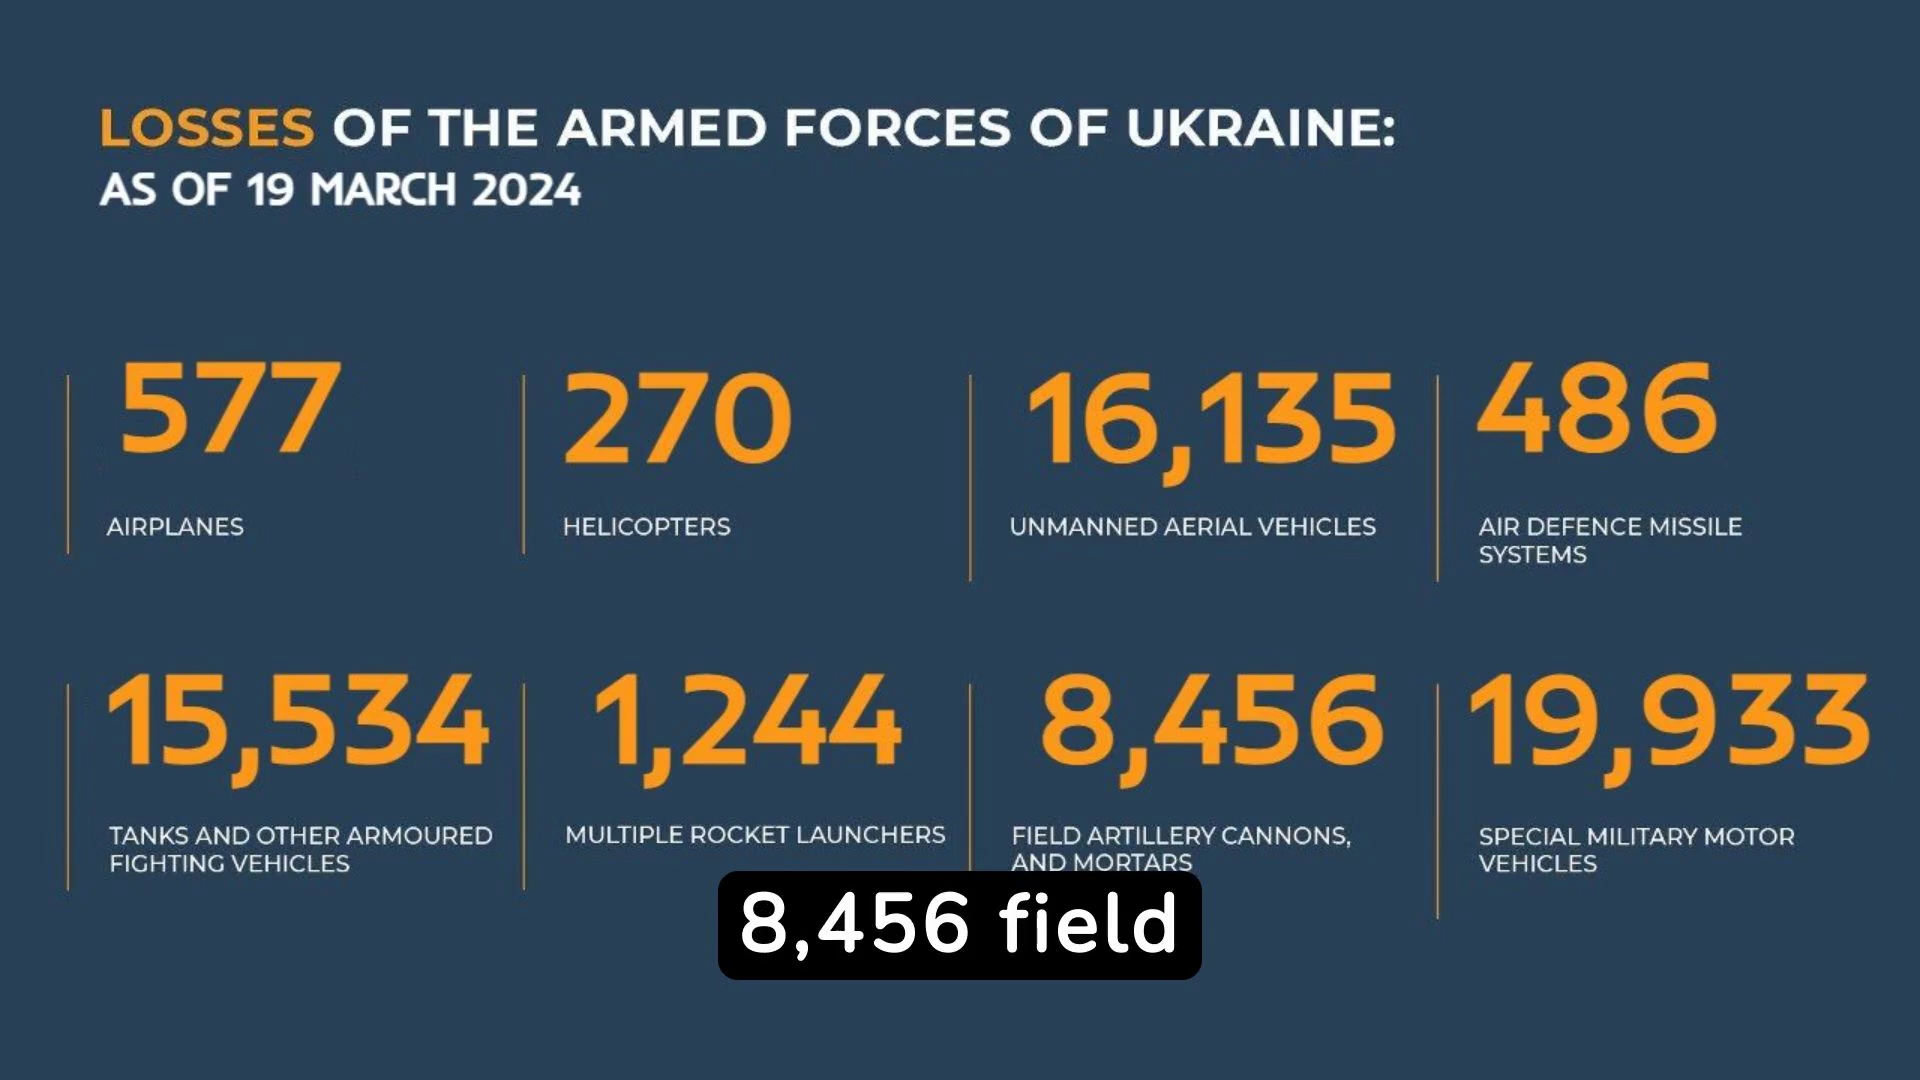 LOSSES OF THE ARMED FORCES OF UKRAINE:
AS OF 19 MARCH 2024
577
AIRPLANES
270
HELICOPTERS
16,135
UNMANNED AERIAL VEHICLES
486
AIR DEFENCE MISSILE
SYSTEMS
15,534
TANKS AND OTHER ARMOURED
FIGHTING VEHICLES
1,244
MULTIPLE ROCKET LAUNCHERS
8,456
FIELD ARTILLERY CANNONS,
AND MORTARS
19,933
SPECIAL MILITARY MOTOR
VEHICLES
8,456 field